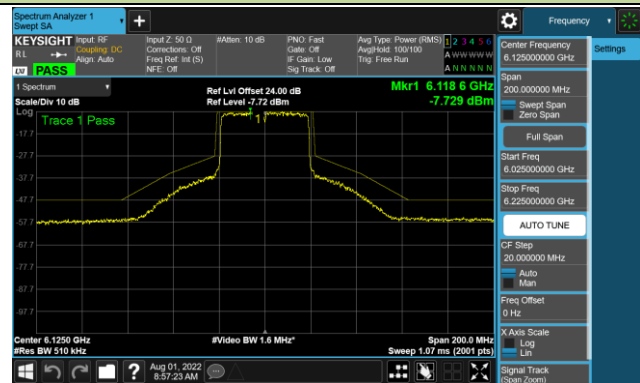 Spectrum Analyzer 1
Swept SA
Frequency
KEYSIGHT
Input: RF
Coupling: DC
Align: Auto
Input Z: 50 Ω
Corrections: Off
Freq Ref: Int (S)
NFE: Off
#Atten: 10 dB
PNO: Fast
Gate: Off
IF Gain: Low
Sig Track: Off
Avg Type: Power (RMS)
Avg|Hold: 100/100
Trig: Free Run
1 2 3 4 5 6
A W W W W W
A N N N N N
RL
LXI PASS
1 Spectrum
Scale/Div 10 dB
Ref Lvl Offset 24.00 dB
Ref Level -7.72 dBm
Mkr1 6.118 6 GHz
-7.729 dBm
Log
Trace 1 Pass
1
-17.7
-27.7
-37.7
-47.7
-57.7
-67.7
-77.7
-87.7
-97.7
Center 6.1250 GHz
#Res BW 510 kHz
#Video BW 1.6 MHz*
Span 200.0 MHz
Sweep 1.07 ms (2001 pts)
Aug 01, 2022
8:57:23 AM
Center Frequency
6.125000000 GHz
Settings
Span
200.000000 MHz
Swept Span
Zero Span
Full Span
Start Freq
6.025000000 GHz
Stop Freq
6.225000000 GHz
AUTO TUNE
CF Step
20.000000 MHz
Auto
Man
Freq Offset
0 Hz
X Axis Scale
Log
Lin
Signal Track
(Span Zoom)